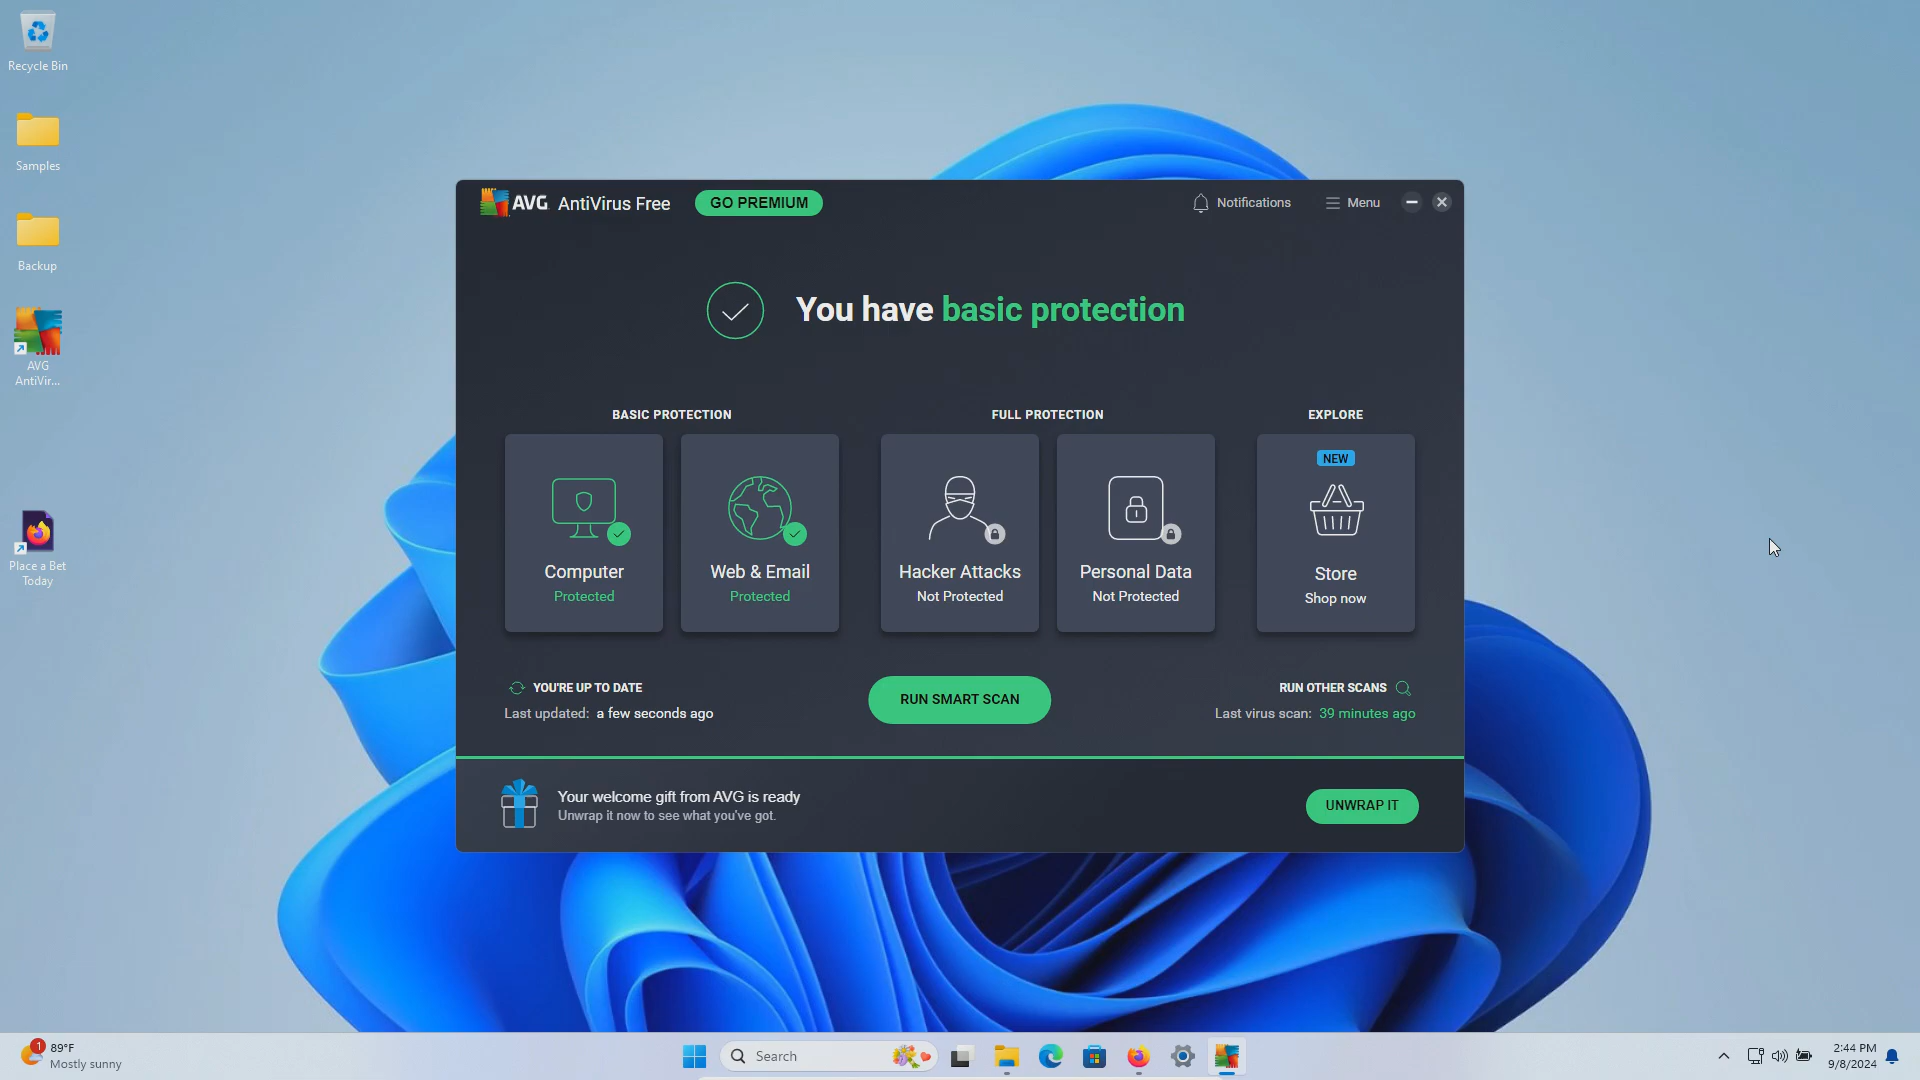 Recycle Bin
Samples
Backup
AVG
AntiVir...
Place a Bet
Today
AVG AntiVirus Free
GO PREMIUM
Notifications
Menu
You have basic protection
BASIC PROTECTION
FULL PROTECTION
EXPLORE
Computer
Protected
Web & Email
Protected
Hacker Attacks
Not Protected
Personal Data
Not Protected
NEW
Store
Shop now
YOU'RE UP TO DATE
Last updated: a few seconds ago
RUN SMART SCAN
RUN OTHER SCANS
Last virus scan: 39 minutes ago
Your welcome gift from AVG is ready
Unwrap it now to see what you've got.
UNWRAP IT
1
89°F
Mostly sunny
Search
2:44 PM
9/8/2024